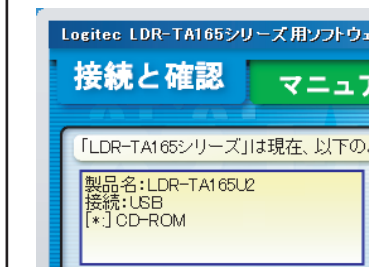 Logitec LDR-TA165シリーズ用ソフトウェ
接続と確認
マニュア
「LDR-TA165シリーズ」は現在、以下の
製品名:LDR-TA165U2
接続:USB
[*:] CD-ROM